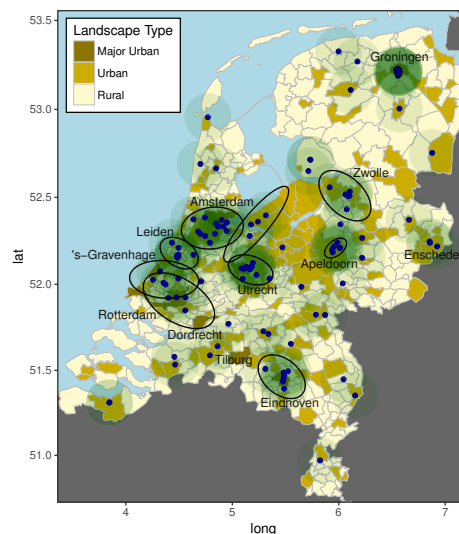 Landscape Type
Major Urban
Urban
Rural
Groningen
Zwolle
Amsterdam
Leiden
's-Gravenhage
Apeldoorn
Enschede
Utrecht
Rotterdam
Dordrecht
Tilburg
Eindhoven
53.5
53.0
52.5
52.0
51.5
51.0
lat
4
5
6
7
long